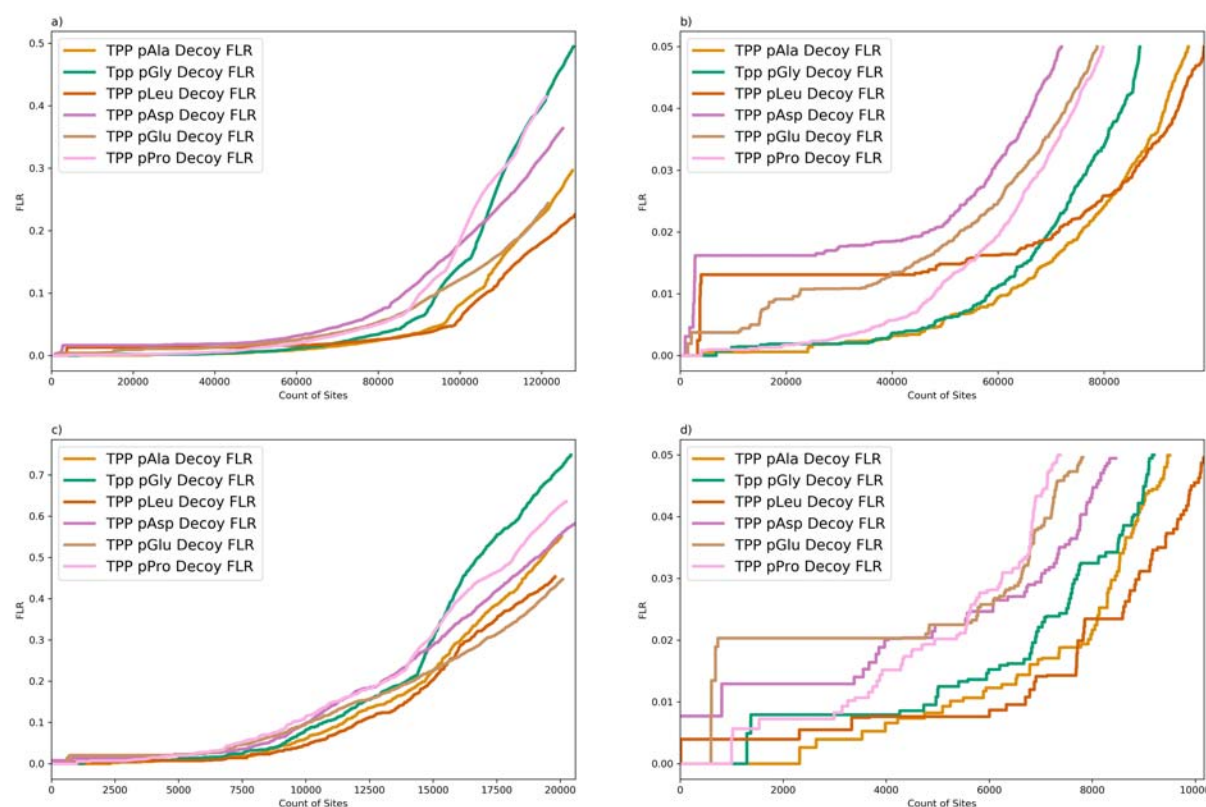 a)
0.5
0.4
0.3
0.2
0.1
0.0
FLR
TPP pAla Decoy FLR
Tpp pGly Decoy FLR
TPP pLeu Decoy FLR
TPP pAsp Decoy FLR
TPP pGlu Decoy FLR
TPP pPro Decoy FLR
0 20000 40000 60000 80000 100000 120000
Count of Sites
b)
0.05
0.04
0.03
0.02
0.01
0.00
FLR
TPP pAla Decoy FLR
Tpp pGly Decoy FLR
TPP pLeu Decoy FLR
TPP pAsp Decoy FLR
TPP pGlu Decoy FLR
TPP pPro Decoy FLR
0 20000 40000 60000 80000
Count of Sites
c)
0.7
0.6
0.5
0.4
0.3
0.2
0.1
0.0
FLR
TPP pAla Decoy FLR
Tpp pGly Decoy FLR
TPP pLeu Decoy FLR
TPP pAsp Decoy FLR
TPP pGlu Decoy FLR
TPP pPro Decoy FLR
0 2500 5000 7500 10000 12500 15000 17500 20000
Count of Sites
d)
0.05
0.04
0.03
0.02
0.01
0.00
FLR
TPP pAla Decoy FLR
Tpp pGly Decoy FLR
TPP pLeu Decoy FLR
TPP pAsp Decoy FLR
TPP pGlu Decoy FLR
TPP pPro Decoy FLR
0 2000 4000 6000 8000
Count of Sites